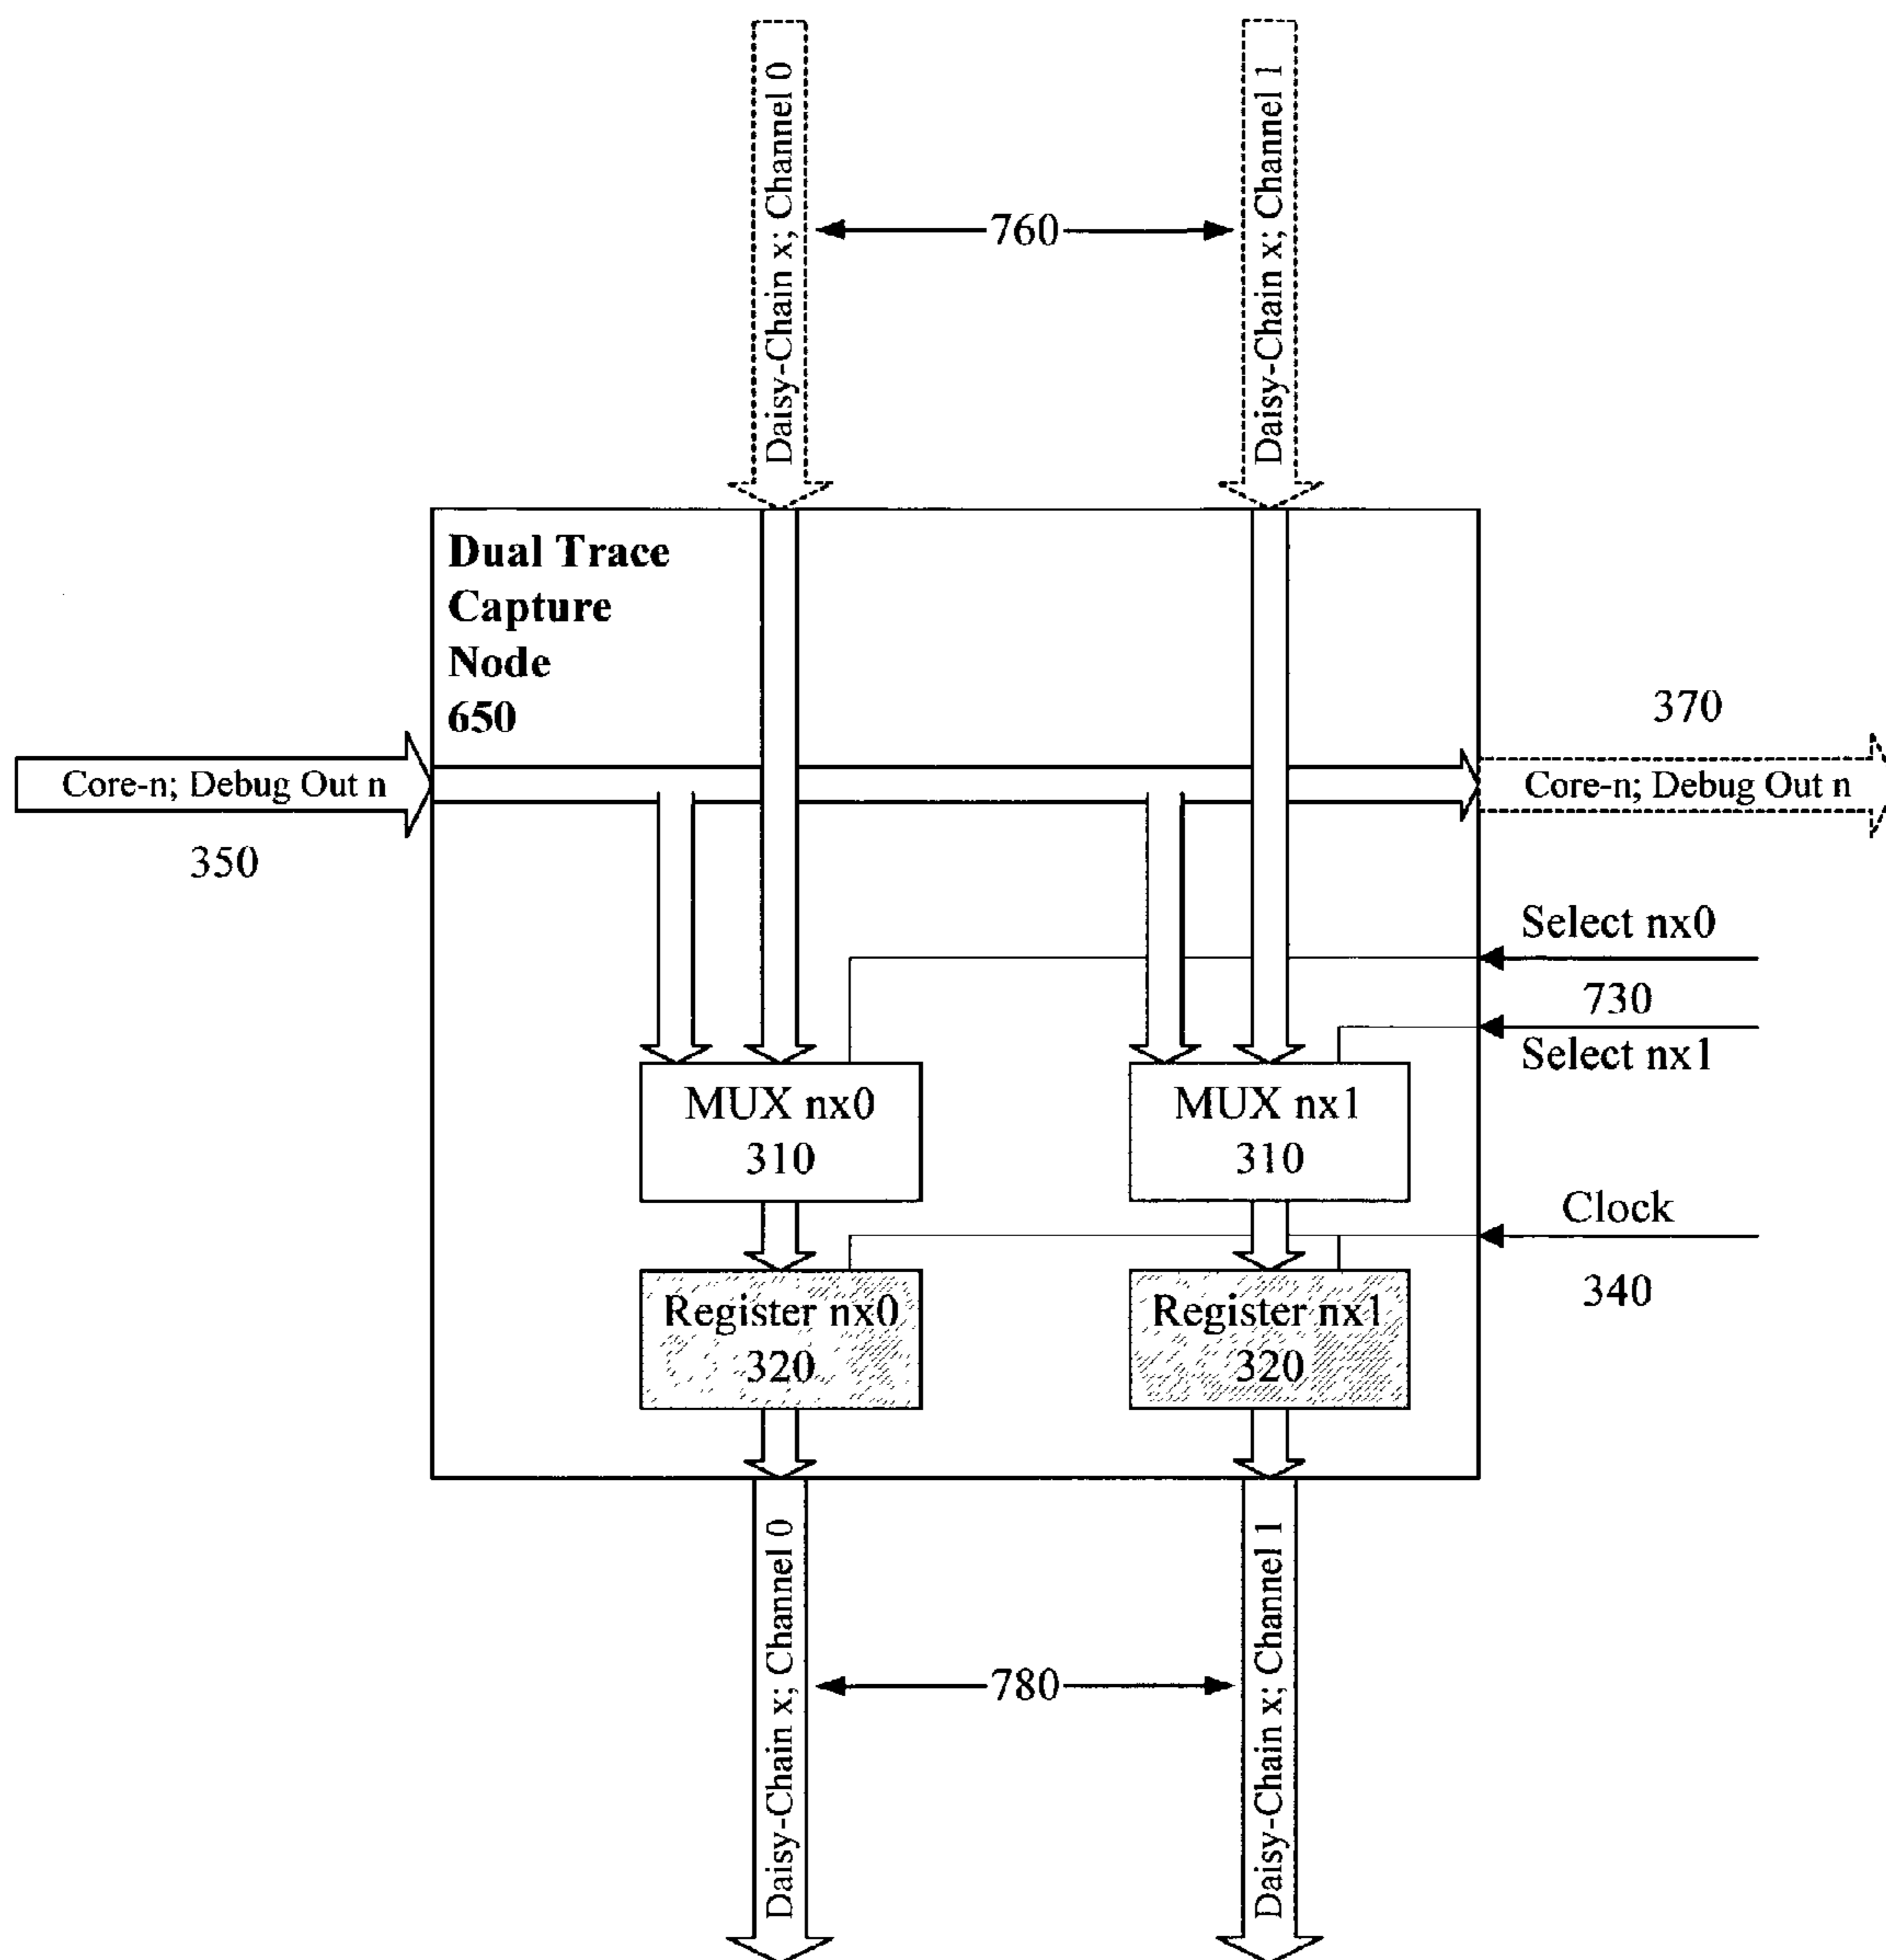 Daisy-Chain x; Channel 0
Daisy-Chain x; Channel 1
760
Dual Trace
Capture
Node
650
370
Core-n; Debug Out n
Core-n; Debug Out n
350
Select nx0
730
Select nx1
MUX nx0
310
MUX nx1
310
Clock
340
Register nx0
320
Register nx1
320
Daisy-Chain x; Channel 0
Daisy-Chain x; Channel 1
780